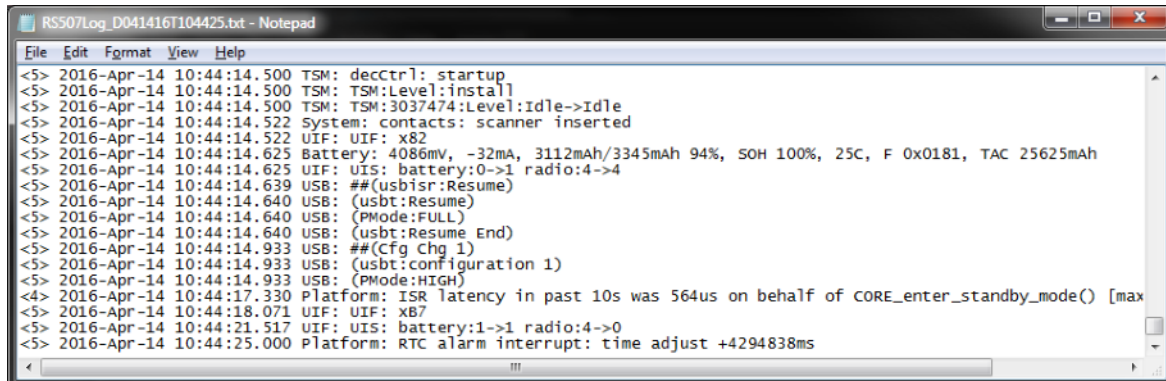 RS507Log_D041416T104425.txt - Notepad
File Edit Format View Help
<5> 2016-Apr-14 10:44:14.500 TSM: decCtrl: startup
<5> 2016-Apr-14 10:44:14.500 TSM: TSM:Level:install
<5> 2016-Apr-14 10:44:14.500 TSM: TSM:3037474:Level:Idle->Idle
<5> 2016-Apr-14 10:44:14.522 System: contacts: scanner inserted
<5> 2016-Apr-14 10:44:14.522 UIF: UIF: x82
<5> 2016-Apr-14 10:44:14.625 Battery: 4086mV, -32mA, 3112mAh/3345mAh 94%, SOH 100%, 25C, F 0x0181, TAC 25625mAh
<5> 2016-Apr-14 10:44:14.625 UIF: UIS: battery:0->1 radio:4->4
<5> 2016-Apr-14 10:44:14.639 USB: ##(usbisr:Resume)
<5> 2016-Apr-14 10:44:14.640 USB: (usbt:Resume)
<5> 2016-Apr-14 10:44:14.640 USB: (PMode:FULL)
<5> 2016-Apr-14 10:44:14.640 USB: (usbt:Resume End)
<5> 2016-Apr-14 10:44:14.933 USB: ##(Cfg Chg 1)
<5> 2016-Apr-14 10:44:14.933 USB: (usbt:configuration 1)
<5> 2016-Apr-14 10:44:14.933 USB: (PMode:HIGH)
<4> 2016-Apr-14 10:44:17.330 Platform: ISR latency in past 10s was 564us on behalf of CORE_enter_standby_mode() [max
<5> 2016-Apr-14 10:44:18.071 UIF: UIF: xB7
<5> 2016-Apr-14 10:44:21.517 UIF: UIS: battery:1->1 radio:4->0
<5> 2016-Apr-14 10:44:25.000 Platform: RTC alarm interrupt: time adjust +4294838ms